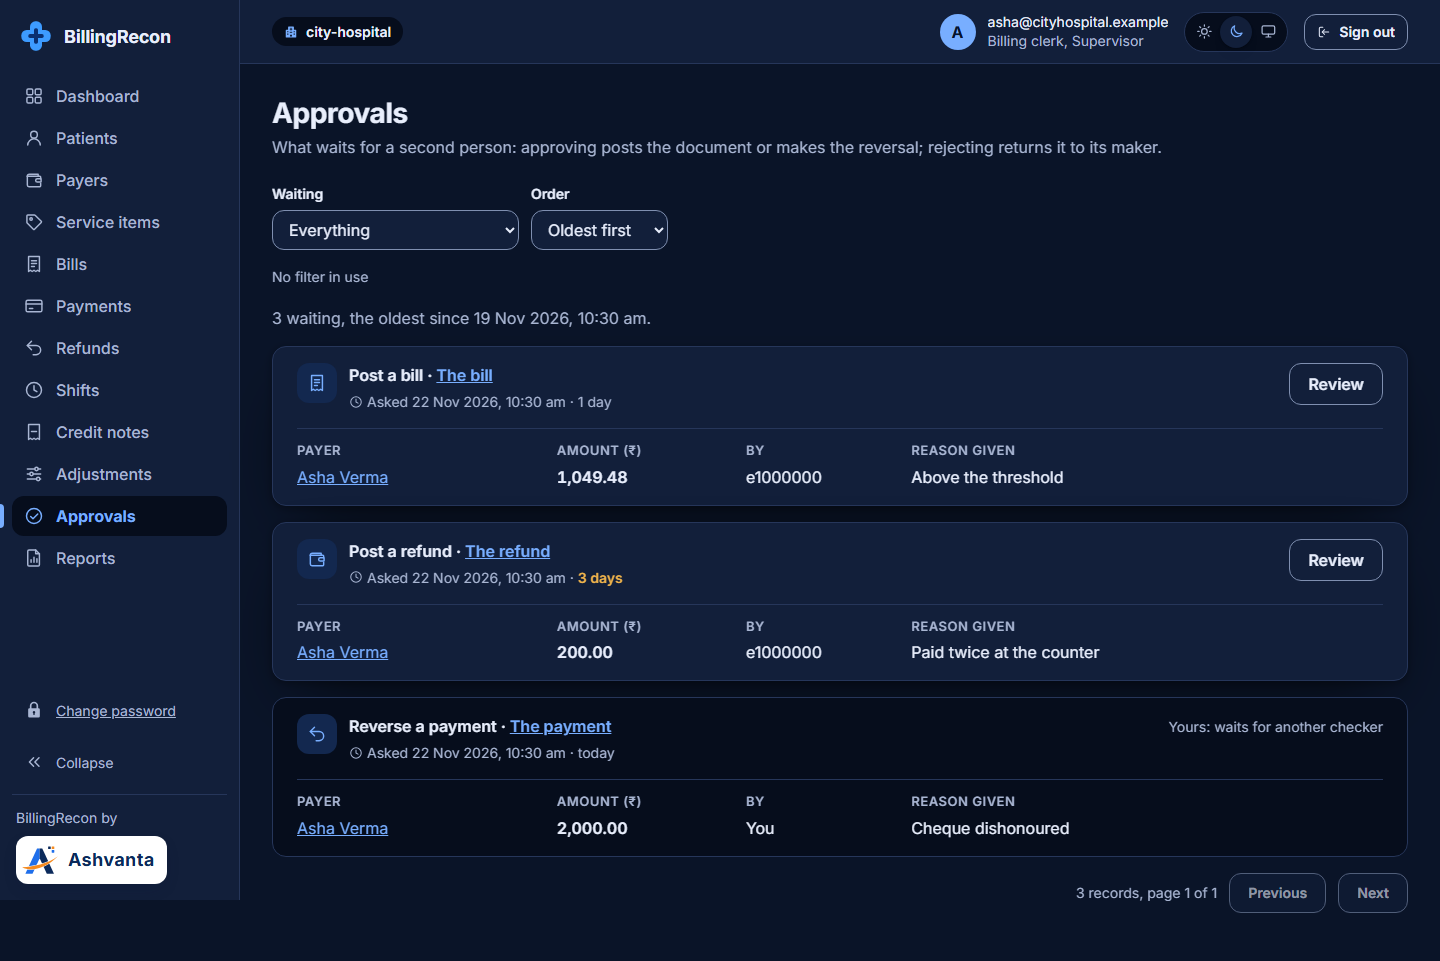 BillingRecon
city-hospital
A
asha@cityhospital.example
Billing clerk, Supervisor
Sign out
Dashboard
Patients
Payers
Service items
Bills
Payments
Refunds
Shifts
Credit notes
Adjustments
Approvals
Reports
Change password
Collapse
BillingRecon by
Ashvanta
Approvals
What waits for a second person: approving posts the document or makes the reversal; rejecting returns it to its maker.
Waiting
Order
Everything
Oldest first
No filter in use
3 waiting, the oldest since 19 Nov 2026, 10:30 am.
Post a bill · The bill
Asked 22 Nov 2026, 10:30 am · 1 day
Review
PAYER
AMOUNT (₹)
BY
REASON GIVEN
Asha Verma
1,049.48
e1000000
Above the threshold
Post a refund · The refund
Asked 22 Nov 2026, 10:30 am · 3 days
Review
PAYER
AMOUNT (₹)
BY
REASON GIVEN
Asha Verma
200.00
e1000000
Paid twice at the counter
Reverse a payment · The payment
Asked 22 Nov 2026, 10:30 am · today
Yours: waits for another checker
PAYER
AMOUNT (₹)
BY
REASON GIVEN
Asha Verma
2,000.00
You
Cheque dishonoured
3 records, page 1 of 1
Previous
Next